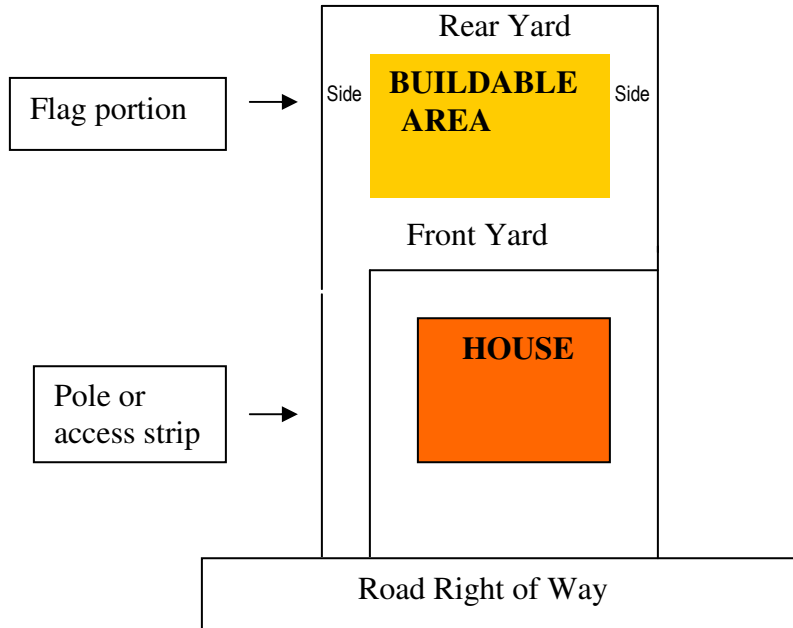 Rear Yard
Flag portion
Side
BUILDABLE
AREA
Side
Front Yard
HOUSE
Pole or
access strip
Road Right of Way